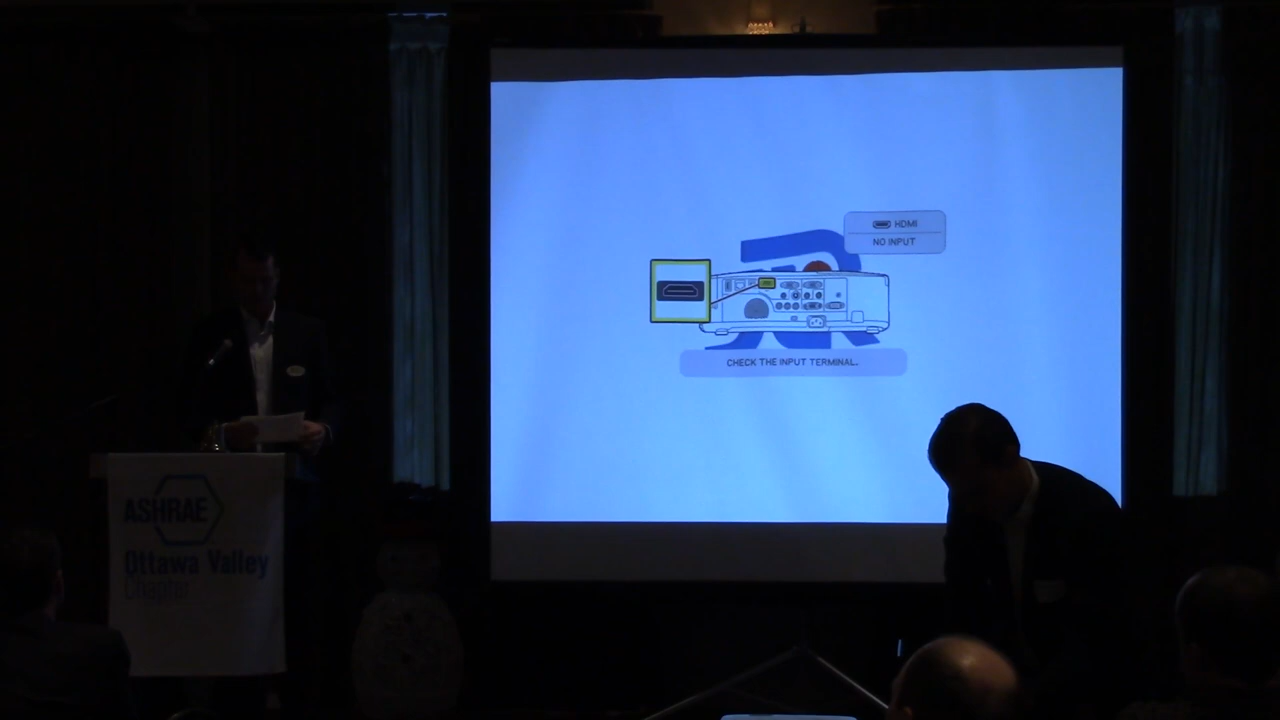 HDMI
NO INPUT
CHECK THE INPUT TERMINAL.
ASHRAE
Ottawa Valley
Chapter